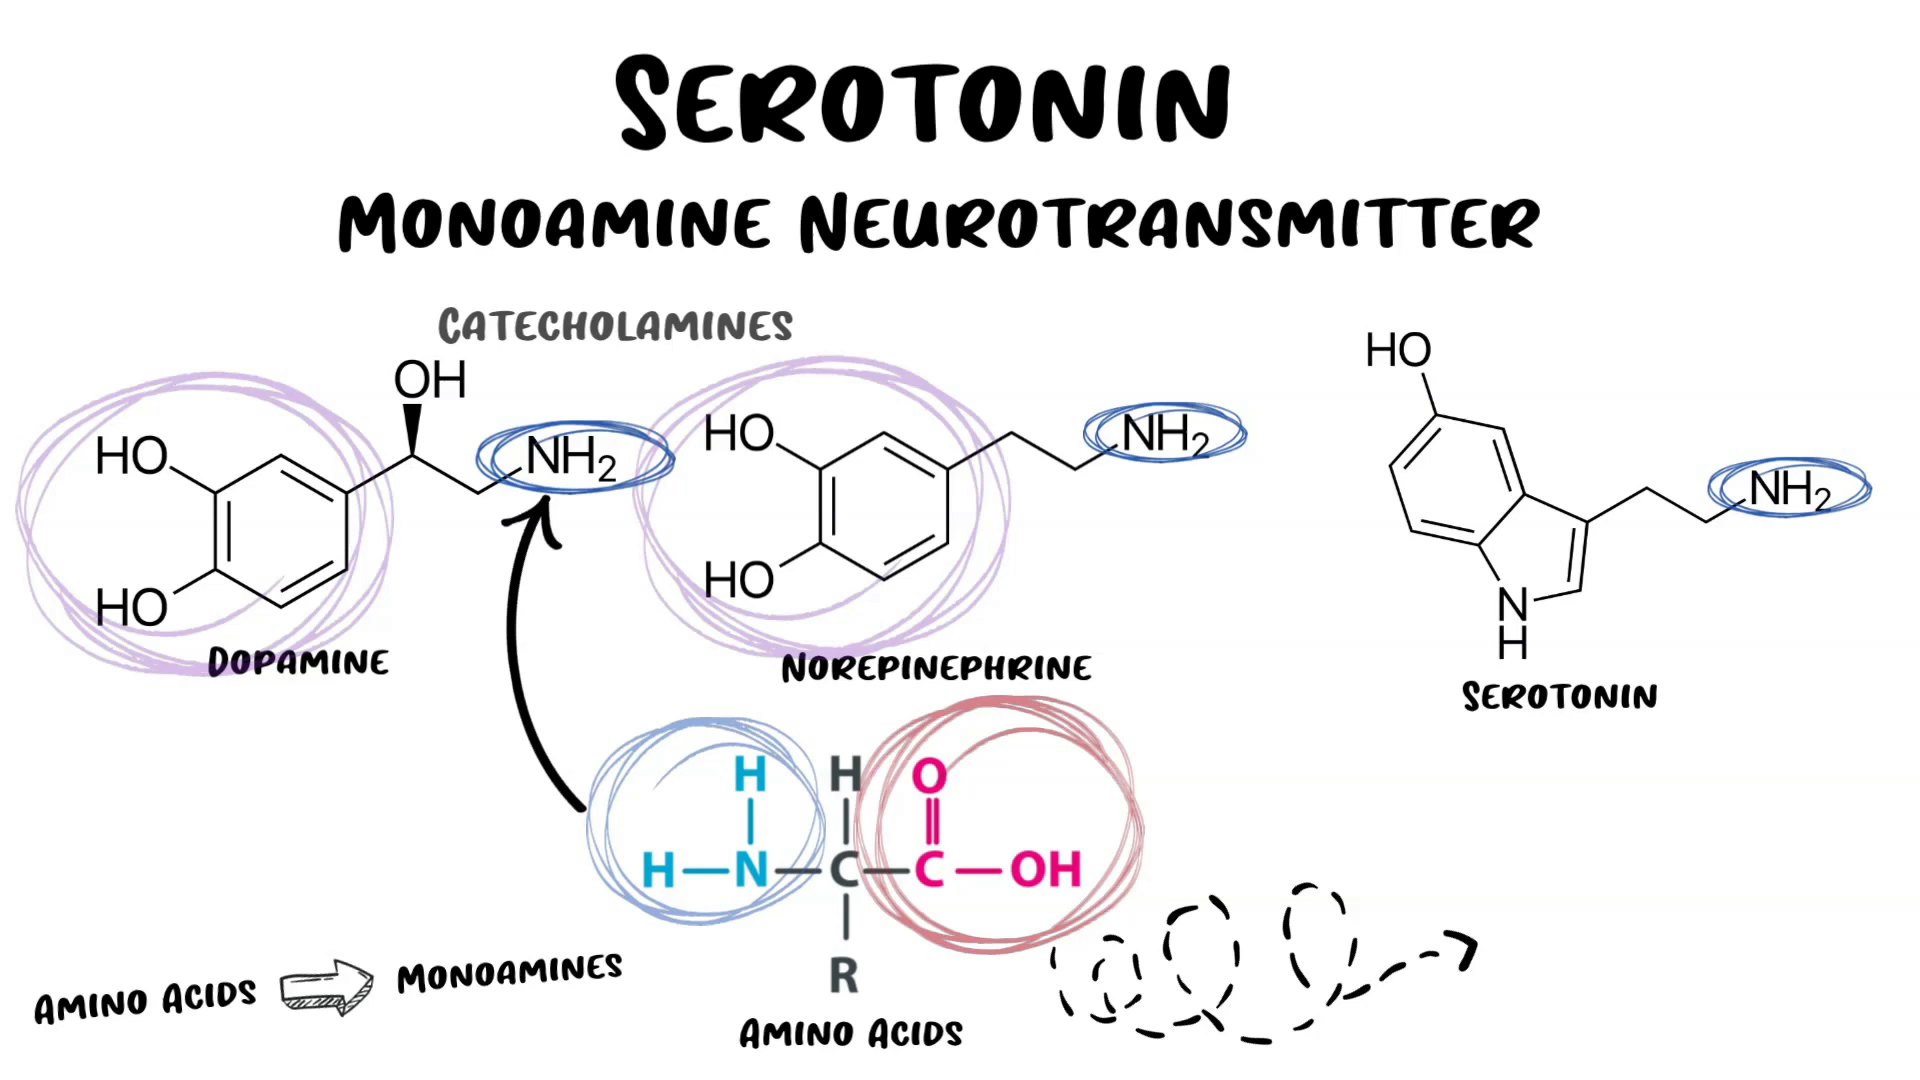 SEROTONIN
MONOAMINE NEUROTRANSMITTER
CATECHOLAMINES
OH
HO
NH2
HO
DOPAMINE
HO
NH2
HO
NOREPINEPHRINE
HO
NH2
N
H
SEROTONIN
H H O
H N C C OH
R
AMINO ACIDS
AMINO ACIDS MONOAMINES